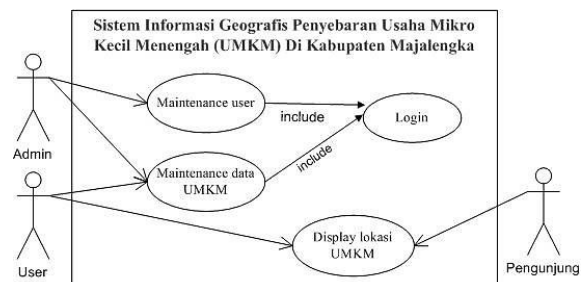 Sistem Informasi Geografis Penyebaran Usaha Mikro
Kecil Menengah (UMKM) Di Kabupaten Majalengka
Maintenance user
include
Login
Admin
Maintenance data
UMKM
include
User
Display lokasi
UMKM
Pengunjung